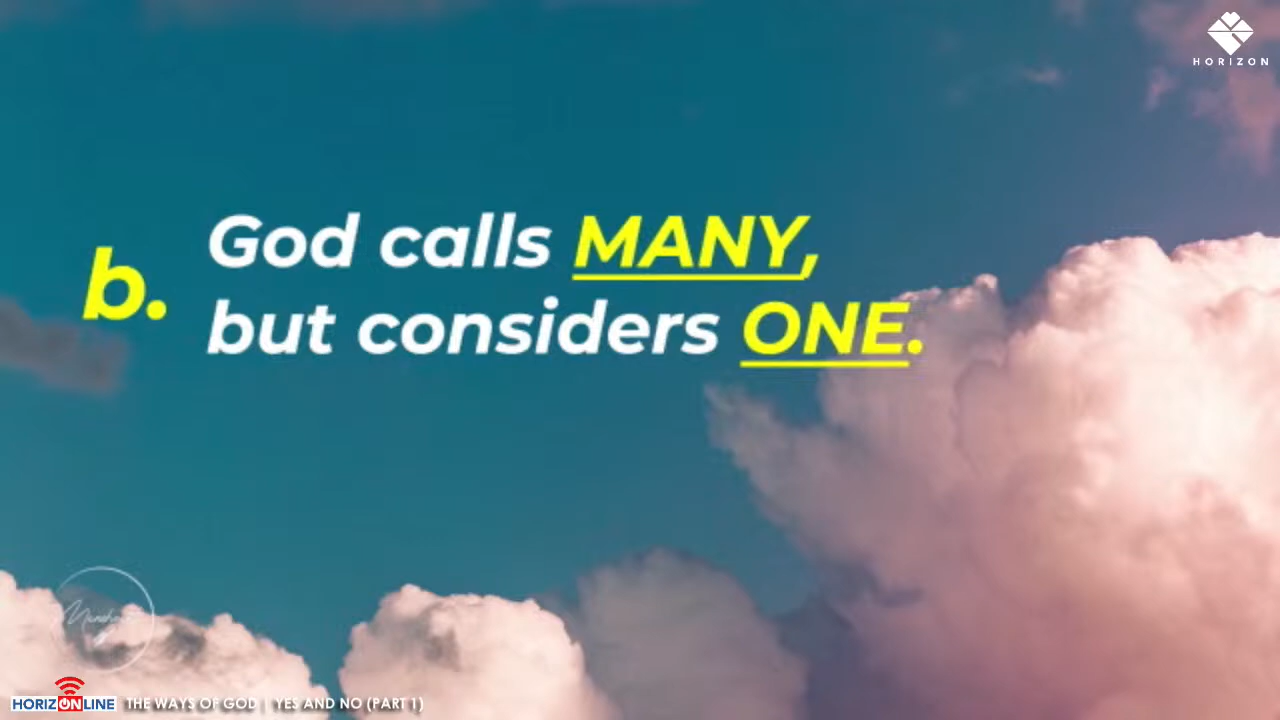 HORIZON
God calls MANY,
b.
but considers ONE.
HORIZONLINE THE WAYS OF GOD | YES AND NO (PART 1)